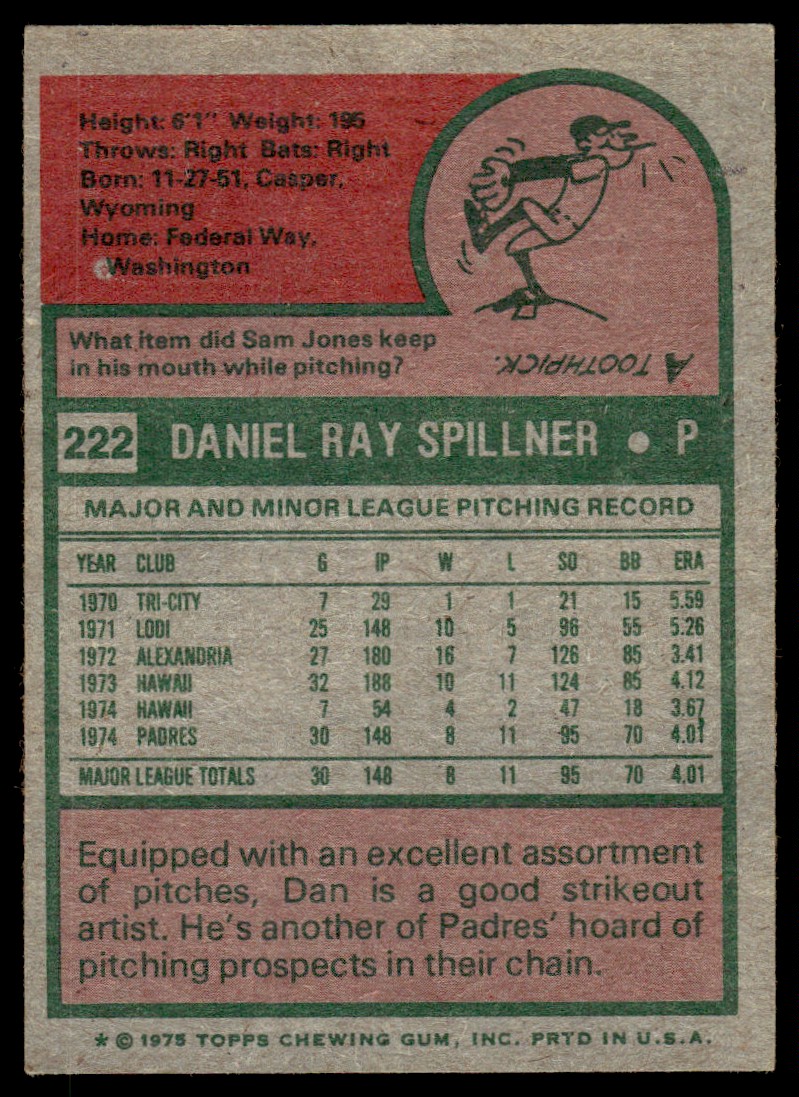 Height: 6'1" Weight: 195
Throws: Right Bats: Right
Born: 11-27-51, Casper,
Wyoming
Home: Federal Way,
Washington
What item did Sam Jones keep
in his mouth while pitching?
A TOOTHPICK.
222 DANIEL RAY SPILLNER • P
MAJOR AND MINOR LEAGUE PITCHING RECORD
YEAR CLUB G IP W L SO BB ERA
1970 TRI-CITY 7 29 1 1 21 15 5.59
1971 LODI 25 148 10 5 96 55 5.26
1972 ALEXANDRIA 27 180 16 7 126 85 3.41
1973 HAWAII 32 188 10 11 124 85 4.12
1974 HAWAII 7 54 4 2 47 18 3.67
1974 PADRES 30 148 8 11 95 70 4.01
MAJOR LEAGUE TOTALS 30 148 8 11 95 70 4.01
Equipped with an excellent assortment
of pitches, Dan is a good strikeout
artist. He's another of Padres' hoard of
pitching prospects in their chain.
* © 1975 TOPPS CHEWING GUM, INC. PRTD IN U.S.A.